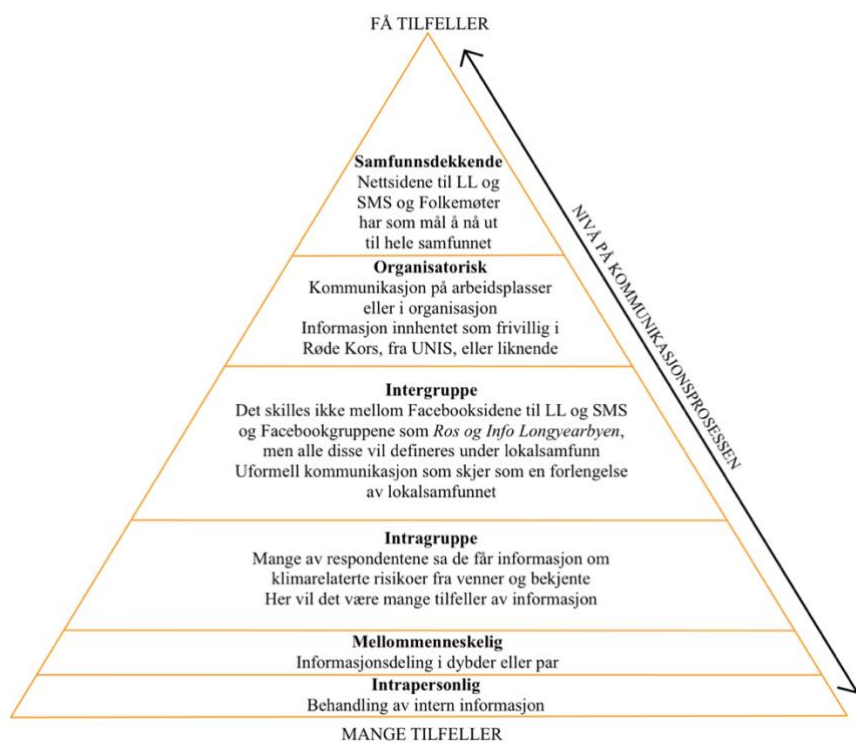 FÅ TILFELLER
Samfunnsdekkende
Nettsidene til LL og
SMS og Folkemøter
har som mål å nå ut
til hele samfunnet
NIVÅ PÅ KOMMUNIKASJONSPROSESSEN
Organisatorisk
Kommunikasjon på arbeidsplasser
eller i organisasjon
Informasjon innhentet som frivillig i
Røde Kors, fra UNIS, eller liknende
Intergruppe
Det skilles ikke mellom Facebooksidene til LL og SMS
og Facebookgruppene som Ros og Info Longyearbyen,
men alle disse vil defineres under lokalsamfunn
Uformell kommunikasjon som skjer som en forlengelse
av lokalsamfunnet
Intragruppe
Mange av respondentene sa de får informasjon om
klimarelaterte risikoer fra venner og bekjente
Her vil det være mange tilfeller av informasjon
Mellommenneskelig
Informasjonsdeling i dybder eller par
Intrapersonlig
Behandling av intern informasjon
MANGE TILFELLER